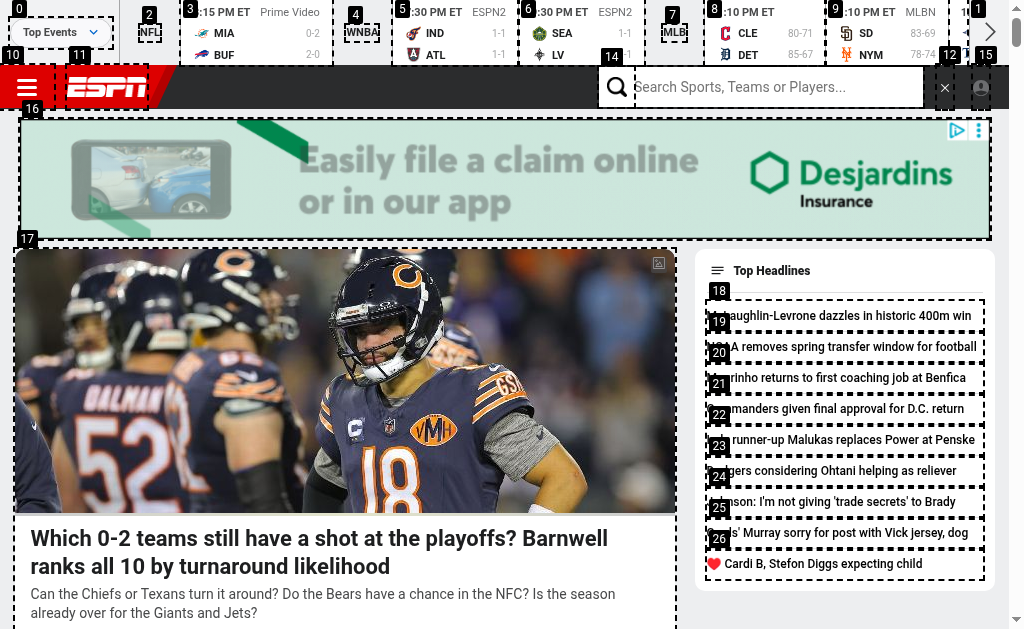 0
Top Events
2
NFL
3
:15 PM ET Prime Video
MIA 0-2
BUF 2-0
4
WNBA
5
:30 PM ET ESPN2
IND 1-1
ATL 1-1
6
:30 PM ET ESPN2
SEA 1-1
LV -1
7
MLB
8
:10 PM ET
CLE 80-71
DET 85-67
9
:10 PM ET MLBN
SD 83-69
NYM 78-74
1
10
11
ESPN
14
Search Sports, Teams or Players...
12
15
16
Easily file a claim online
or in our app
Desjardins
Insurance
17
DALMAN
52
C
VMH
GSH
18
Which 0-2 teams still have a shot at the playoffs? Barnwell
ranks all 10 by turnaround likelihood
Can the Chiefs or Texans turn it around? Do the Bears have a chance in the NFC? Is the season
already over for the Giants and Jets?
Top Headlines
18
aughlin-Levrone dazzles in historic 400m win
19
A removes spring transfer window for football
20
rinho returns to first coaching job at Benfica
21
manders given final approval for D.C. return
22
runner-up Malukas replaces Power at Penske
23
gers considering Ohtani helping as reliever
24
nson: I'm not giving 'trade secrets' to Brady
25
ds' Murray sorry for post with Vick jersey, dog
26
Cardi B, Stefon Diggs expecting child